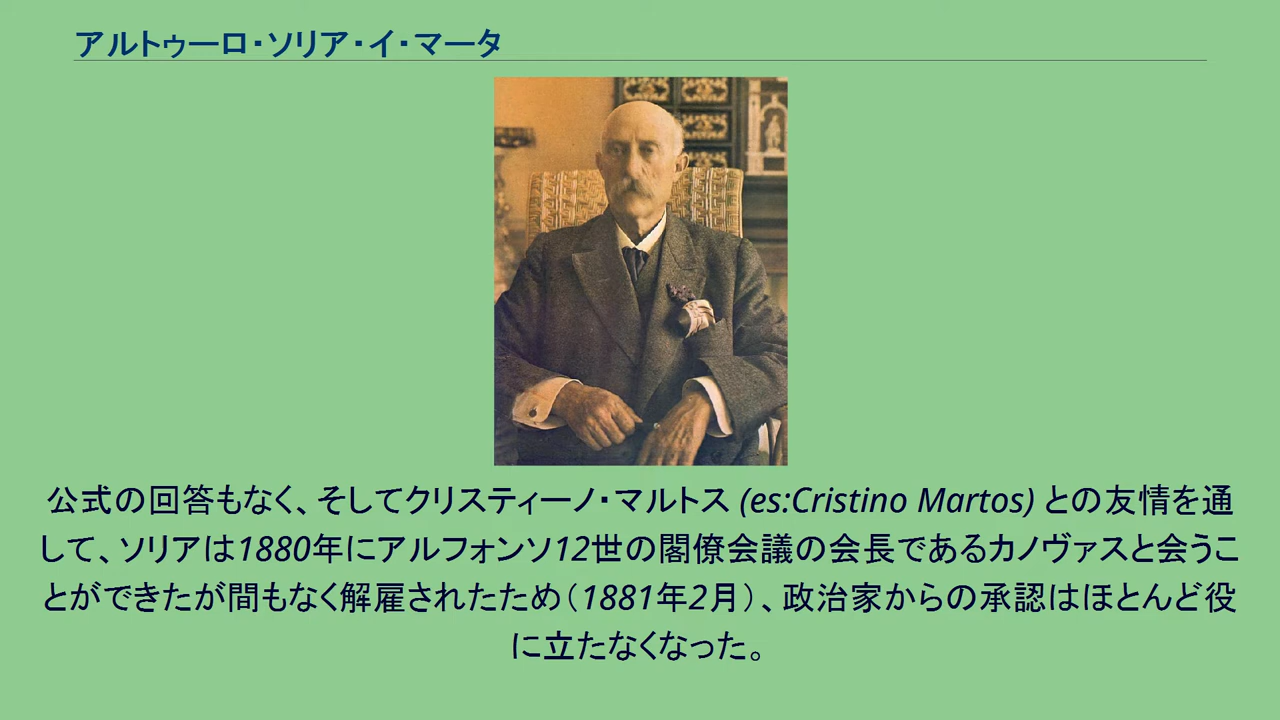 アルトゥーロ・ソリア・イ・マータ
公式の回答もなく、そしてクリスティーノ・マルトス (es:Cristino Martos) との友情を通
して、ソリアは1880年にアルフォンソ12世の閣僚会議の会長であるカノヴァスと会うこ
とができたが間もなく解雇されたため（1881年2月）、政治家からの承認はほとんど役
に立たなくなった。